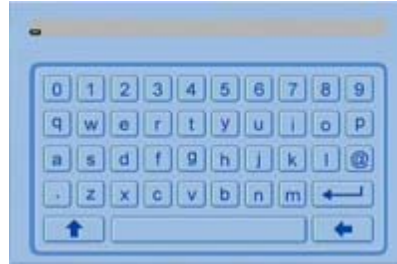 0 1 2 3 4 5 6 7 8 9
q w e r t y u i o p
a s d f g h j k l @
. z x c v b n m